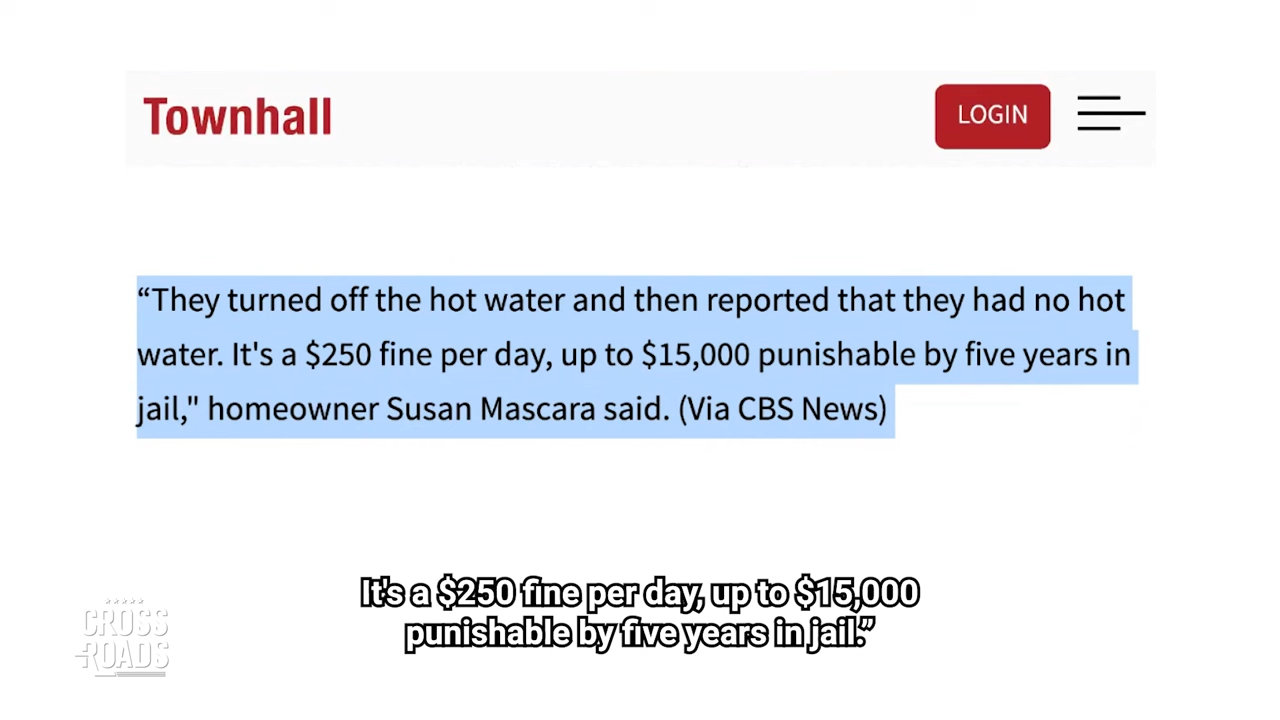 Townhall
LOGIN
“They turned off the hot water and then reported that they had no hot
water. It's a $250 fine per day, up to $15,000 punishable by five years in
jail," homeowner Susan Mascara said. (Via CBS News)
It's a $250 fine per day, up to $15,000
punishable by five years in jail.”
CROSS
ROADS